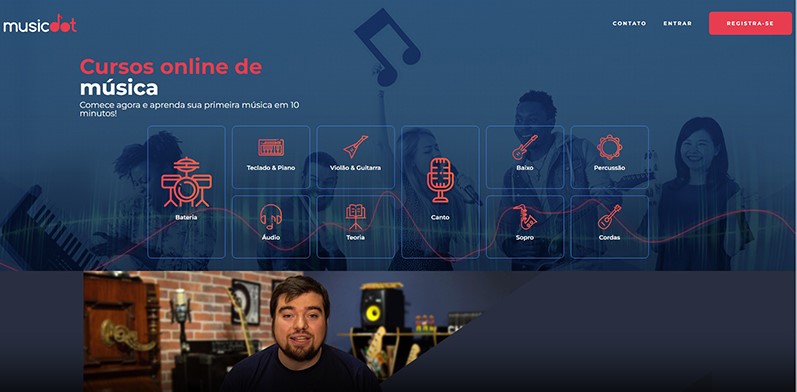 musicdot
CONTATO
ENTRAR
REGISTRA-SE
Cursos online de
música
Comece agora e aprenda sua primeira música em 10
minutos!
Bateria
Teclado & Piano
Violão & Guitarra
Canto
Baixo
Percussão
Áudio
Teoria
Sopro
Cordas